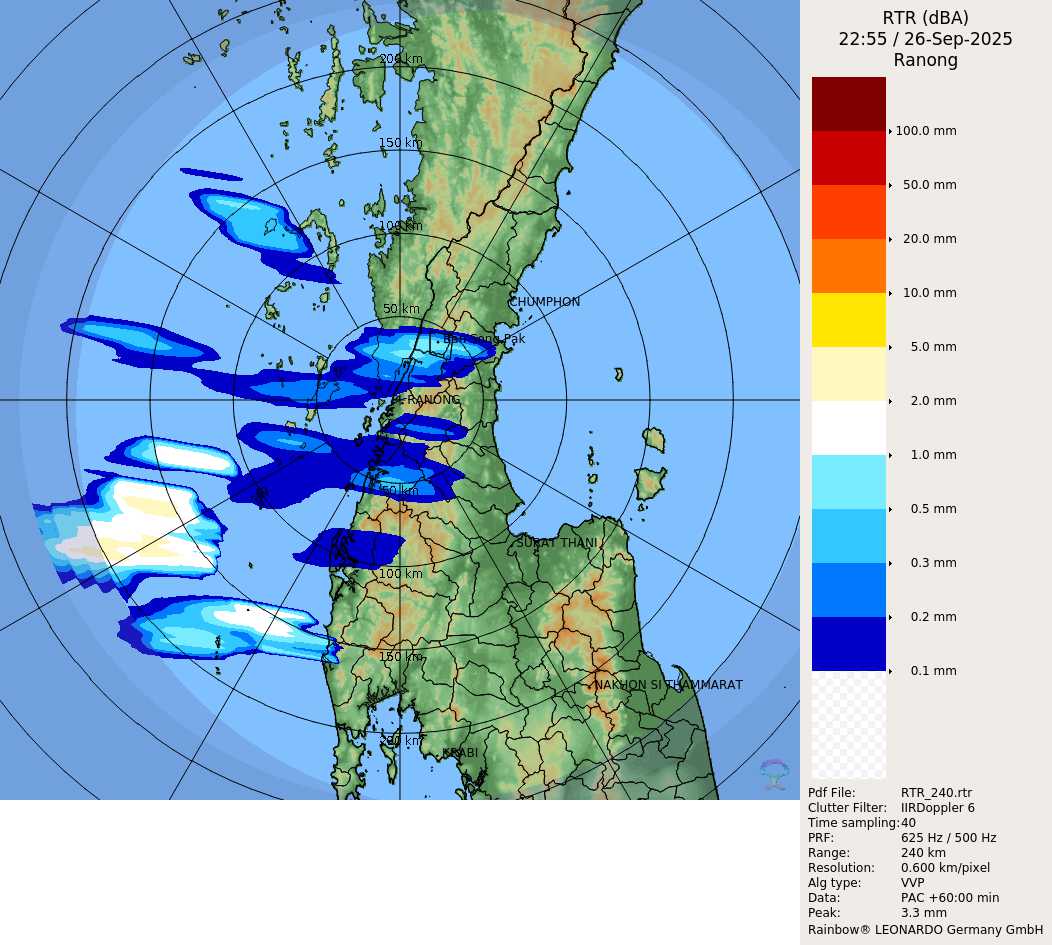 RTR (dBA)
22:55 / 26-Sep-2025
Ranong
200 km
150 km
100 km
50 km
CHUMPHON
RANONG
50 km
SURAT THANI
100 km
150 km
NAKHON SI THAMMARAT
200 km
KRABI
100.0 mm
50.0 mm
20.0 mm
10.0 mm
5.0 mm
2.0 mm
1.0 mm
0.5 mm
0.3 mm
0.2 mm
0.1 mm
Pdf File: RTR_240.rtr
Clutter Filter: IIRDoppler 6
Time sampling:40
PRF: 625 Hz / 500 Hz
Range: 240 km
Resolution: 0.600 km/pixel
Alg type: VVP
Data: PAC +60:00 min
Peak: 3.3 mm
Rainbow® LEONARDO Germany GmbH